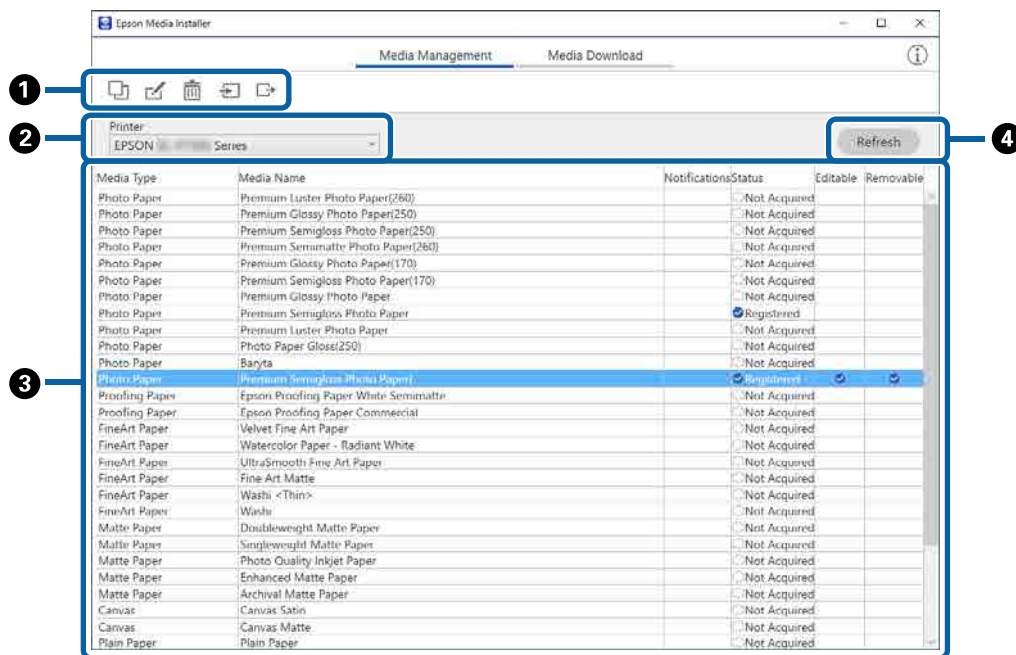 Epson Media Installer
Media Management Media Download
1
2
Printer
EPSON Series
Refresh
4
Media Type Media Name Notifications Status Editable Removable
Photo Paper Premium Luster Photo Paper(260) Not Acquired
Photo Paper Premium Glossy Photo Paper(250) Not Acquired
Photo Paper Premium Semigloss Photo Paper(250) Not Acquired
Photo Paper Premium Semimatte Photo Paper(260) Not Acquired
Photo Paper Premium Glossy Photo Paper(170) Not Acquired
Photo Paper Premium Semigloss Photo Paper(170) Not Acquired
Photo Paper Premium Glossy Photo Paper Not Acquired
Photo Paper Premium Semigloss Photo Paper Registered
Photo Paper Premium Luster Photo Paper Not Acquired
Photo Paper Photo Paper Gloss(250) Not Acquired
Photo Paper Baryta Not Acquired
3
Photo Paper Premium Semigloss Photo Paper( Registered
Proofing Paper Epson Proofing Paper White Semimatte Not Acquired
Proofing Paper Epson Proofing Paper Commercial Not Acquired
FineArt Paper Velvet Fine Art Paper Not Acquired
FineArt Paper Watercolor Paper - Radiant White Not Acquired
FineArt Paper UltraSmooth Fine Art Paper Not Acquired
FineArt Paper Fine Art Matte Not Acquired
FineArt Paper Washi <Thin> Not Acquired
FineArt Paper Washi Not Acquired
Matte Paper Doubleweight Matte Paper Not Acquired
Matte Paper Singleweight Matte Paper Not Acquired
Matte Paper Photo Quality Inkjet Paper Not Acquired
Matte Paper Enhanced Matte Paper Not Acquired
Matte Paper Archival Matte Paper Not Acquired
Canvas Canvas Satin Not Acquired
Canvas Canvas Matte Not Acquired
Plain Paper Plain Paper Not Acquired